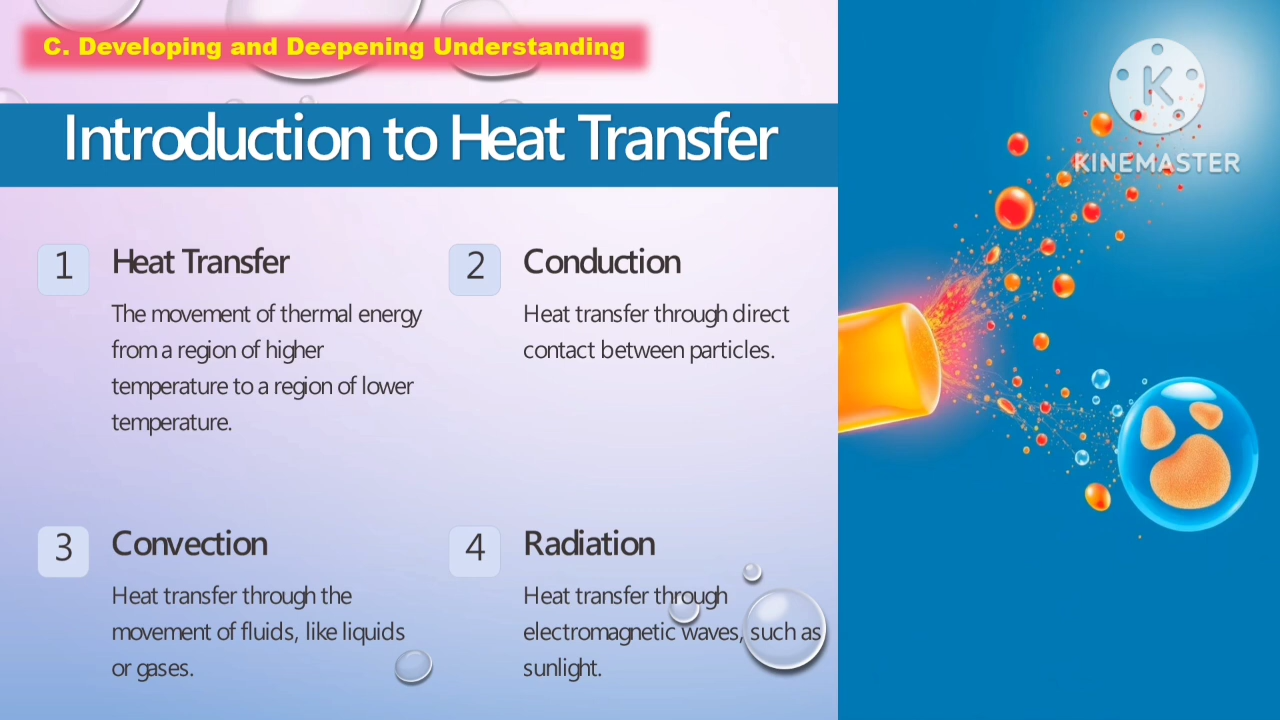 C. Developing and Deepening Understanding
Introduction to Heat Transfer
1
Heat Transfer
The movement of thermal energy
from a region of higher
temperature to a region of lower
temperature.
2
Conduction
Heat transfer through direct
contact between particles.
3
Convection
Heat transfer through the
movement of fluids, like liquids
or gases.
4
Radiation
Heat transfer through
electromagnetic waves, such as
sunlight.
K
KINEMASTER